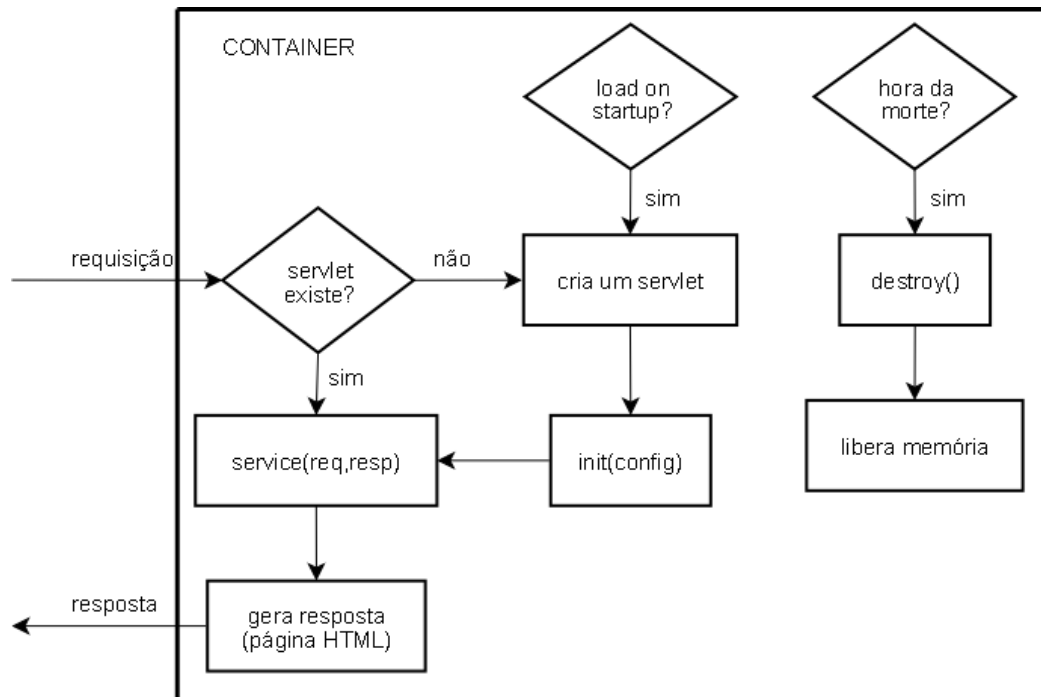 CONTAINER
load on
startup?
hora da
morte?
sim
sim
requisição
servlet
existe?
não
cria um servlet
destroy()
sim
service(req,resp)
init(config)
libera memória
resposta
gera resposta
(página HTML)